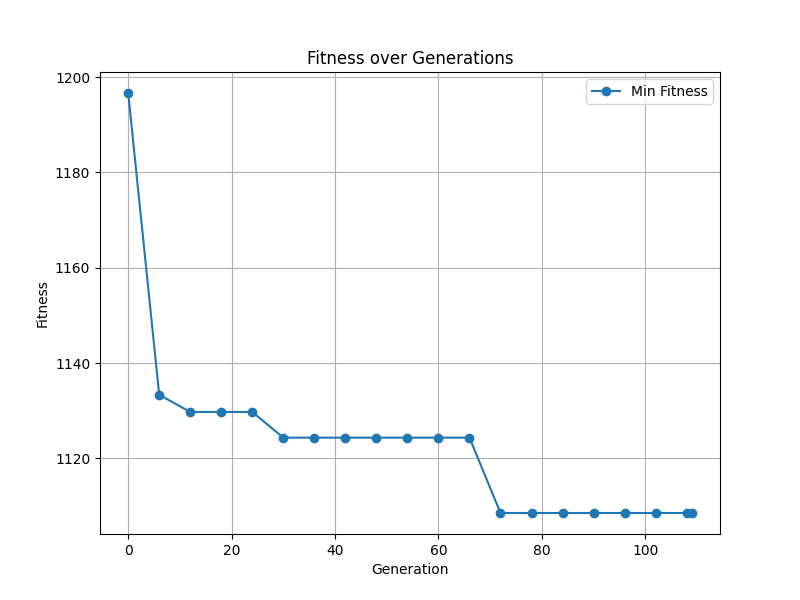 Fitness over Generations
Min Fitness
1200
1180
1160
1140
1120
Fitness
0 20 40 60 80 100
Generation